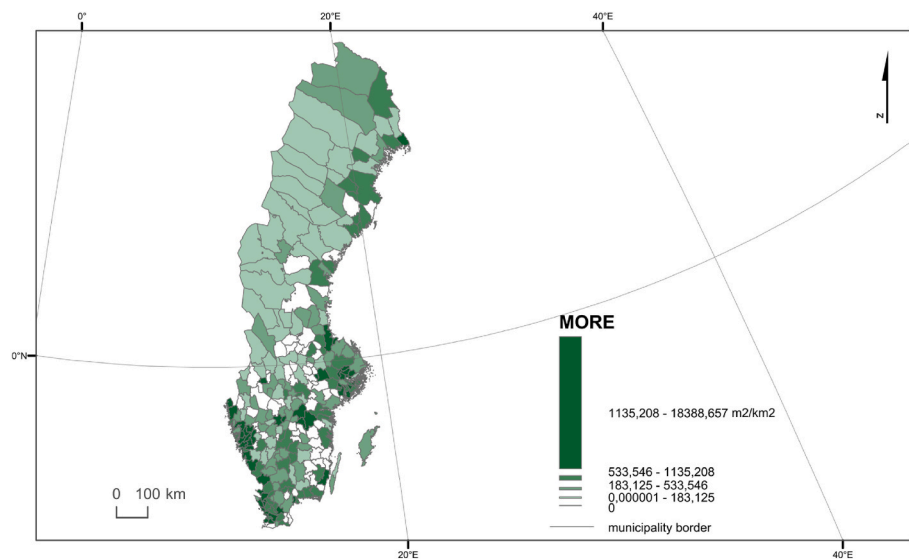 0°
20°E
40°E
z
0°N
MORE
1135,208 - 18388,657 m2/km2
533,546 - 1135,208
183,125 - 533,546
0,000001 - 183,125
0
municipality border
0 100 km
20°E
40°E